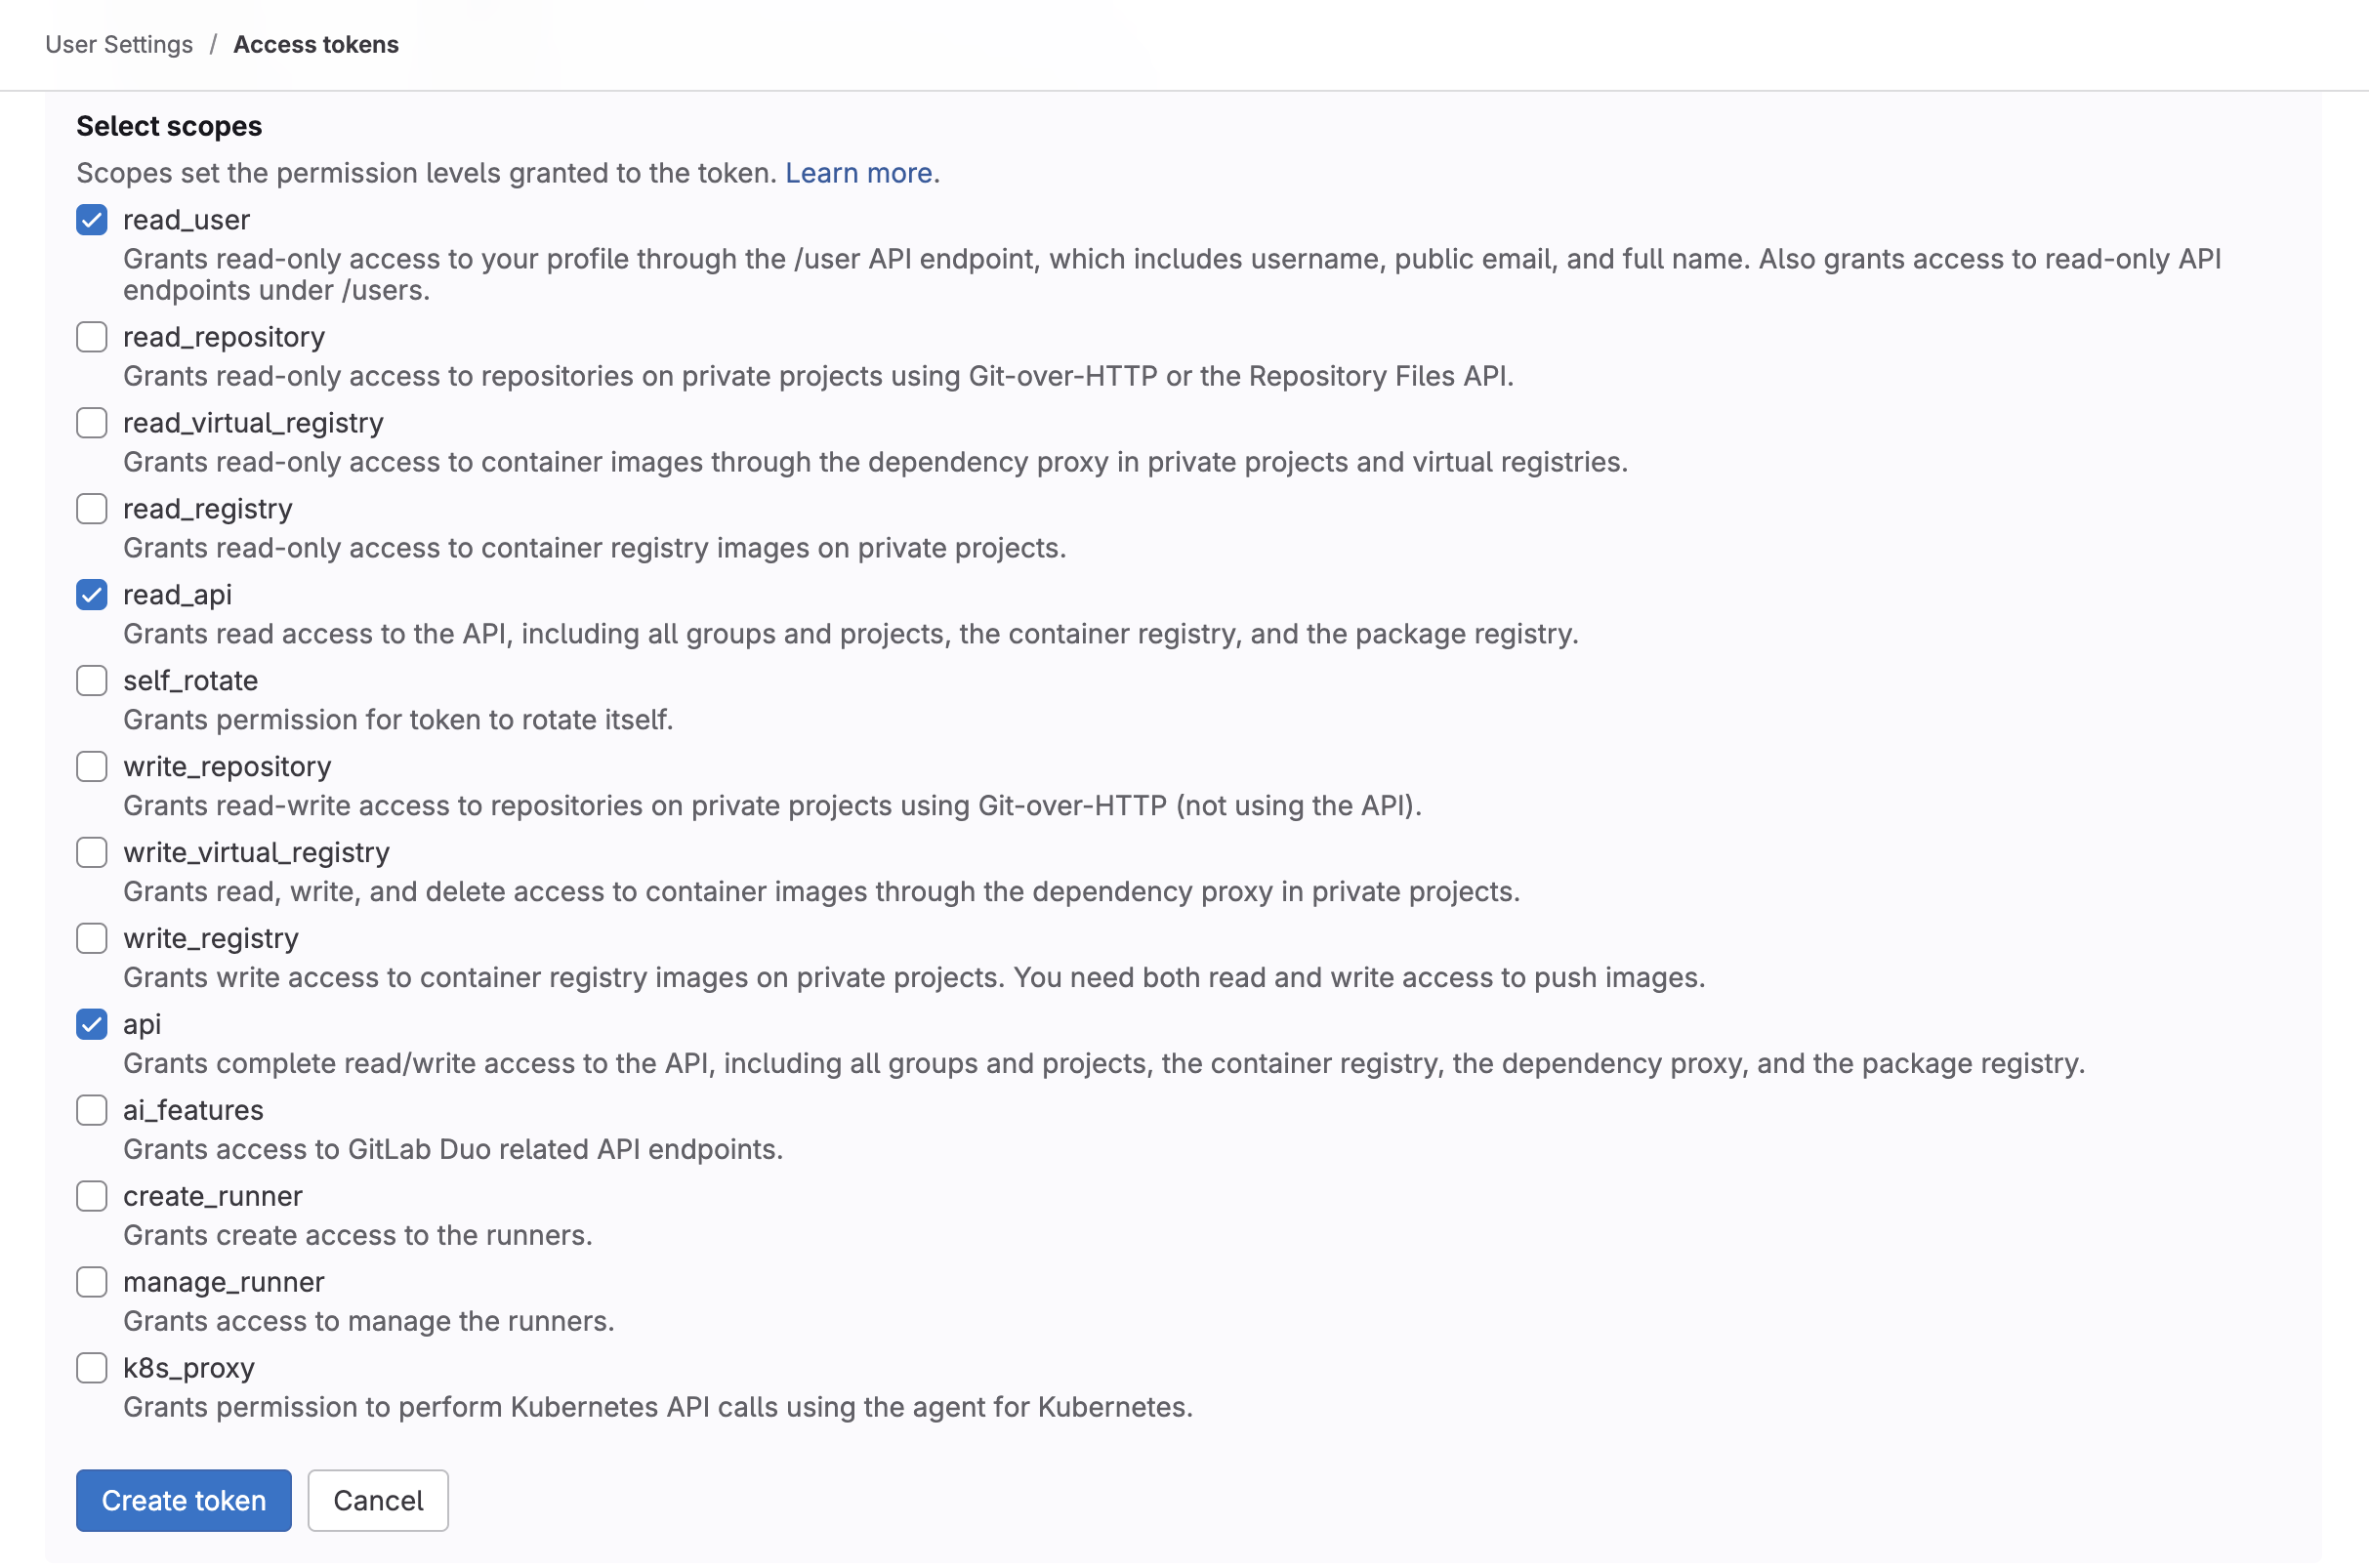 User Settings / Access tokens
Select scopes
Scopes set the permission levels granted to the token. Learn more.
read_user
Grants read-only access to your profile through the /user API endpoint, which includes username, public email, and full name. Also grants access to read-only API
endpoints under /users.
read_repository
Grants read-only access to repositories on private projects using Git-over-HTTP or the Repository Files API.
read_virtual_registry
Grants read-only access to container images through the dependency proxy in private projects and virtual registries.
read_registry
Grants read-only access to container registry images on private projects.
read_api
Grants read access to the API, including all groups and projects, the container registry, and the package registry.
self_rotate
Grants permission for token to rotate itself.
write_repository
Grants read-write access to repositories on private projects using Git-over-HTTP (not using the API).
write_virtual_registry
Grants read, write, and delete access to container images through the dependency proxy in private projects.
write_registry
Grants write access to container registry images on private projects. You need both read and write access to push images.
api
Grants complete read/write access to the API, including all groups and projects, the container registry, the dependency proxy, and the package registry.
ai_features
Grants access to GitLab Duo related API endpoints.
create_runner
Grants create access to the runners.
manage_runner
Grants access to manage the runners.
k8s_proxy
Grants permission to perform Kubernetes API calls using the agent for Kubernetes.
Create token Cancel